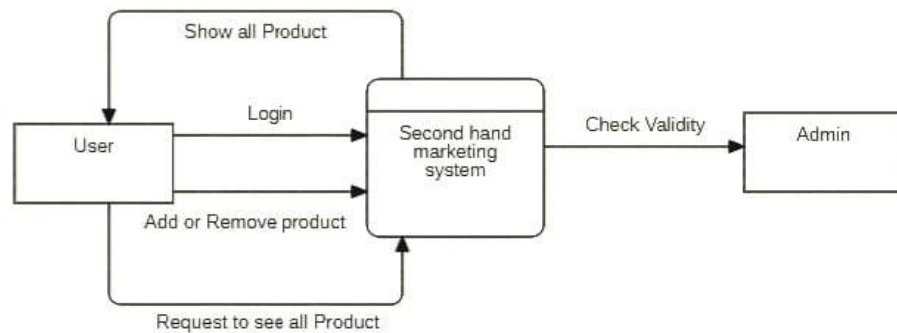 Show all Product
Login
User
Second hand
marketing
system
Check Validity
Admin
Add or Remove product
Request to see all Product